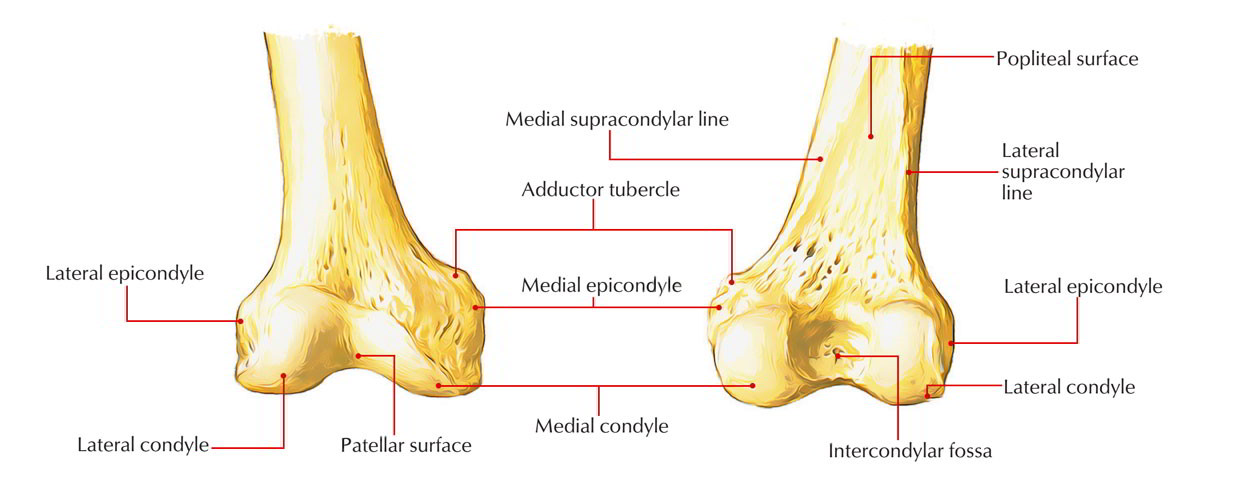 Popliteal surface
Medial supracondylar line
Lateral
supracondylar
line
Adductor tubercle
Lateral epicondyle
Medial epicondyle
Lateral epicondyle
Lateral condyle
Medial condyle
Lateral condyle
Patellar surface
Intercondylar fossa